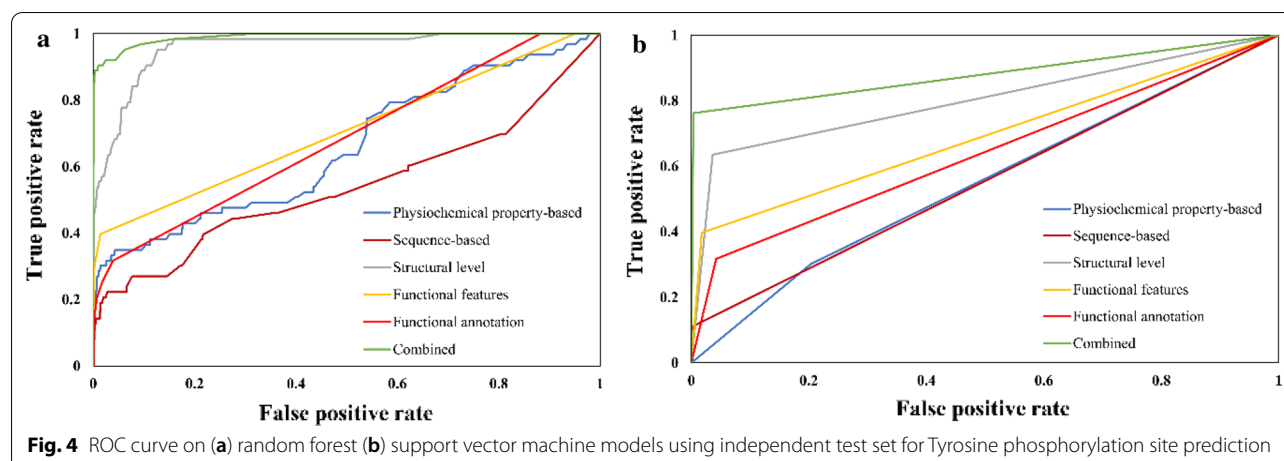 a
1
0.8
0.6
0.4
0.2
0
True positive rate
Physiochemical property-based
Sequence-based
Structural level
Functional features
Functional annotation
Combined
0 0.2 0.4 0.6 0.8 1
False positive rate
b
1
0.8
0.6
0.4
0.2
0
True positive rate
Physiochemical property-based
Sequence-based
Structural level
Functional features
Functional annotation
Combined
0 0.2 0.4 0.6 0.8 1
False positive rate
Fig. 4 ROC curve on (a) random forest (b) support vector machine models using independent test set for Tyrosine phosphorylation site prediction